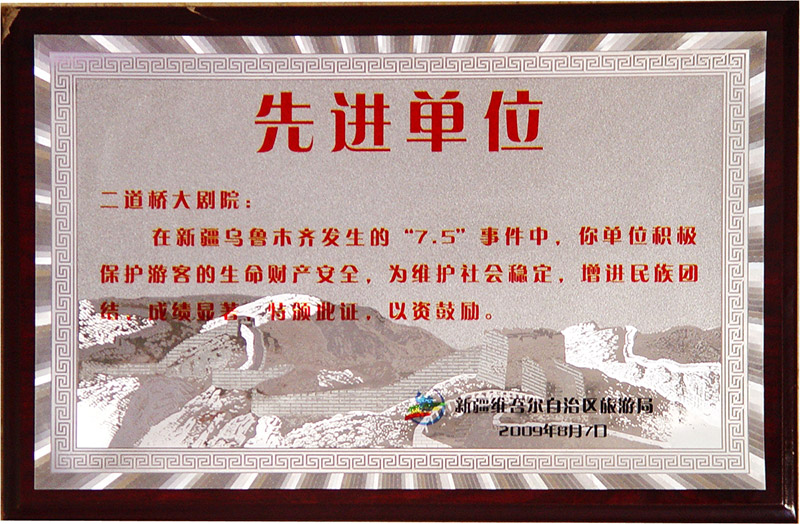 先进单位
二道桥大剧院：
在新疆乌鲁木齐发生的“7.5”事件中，你单位积极
保护游客的生命财产安全，为维护社会稳定，增进民族团
结，成绩显著，特颁此证，以资鼓励。
新疆维吾尔自治区旅游局
2009年8月7日